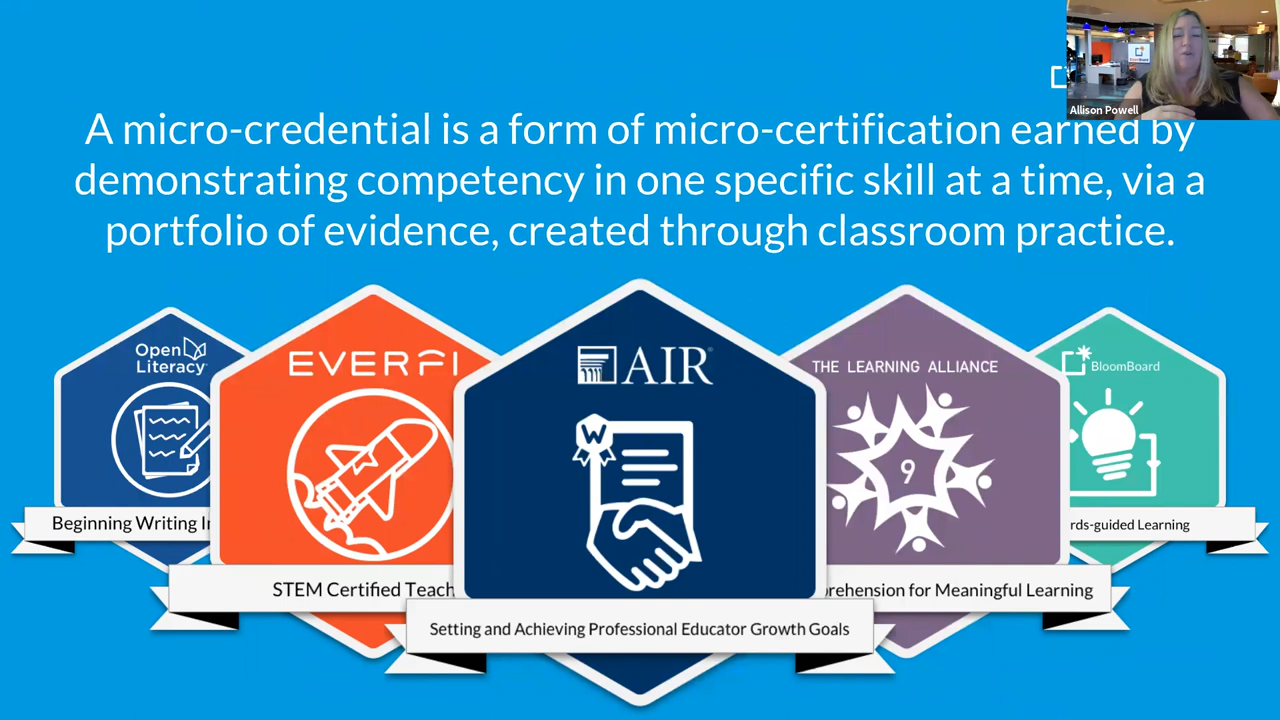 Allison Powell
A micro-credential is a form of micro-certification earned by
demonstrating competency in one specific skill at a time, via a
portfolio of evidence, created through classroom practice.
Open
Literacy
EVERFI
AIR
THE LEARNING ALLIANCE
BloomBoard
W
9
Beginning Writing
rds-guided Learning
STEM Certified Teach
rehension for Meaningful Learning
Setting and Achieving Professional Educator Growth Goals